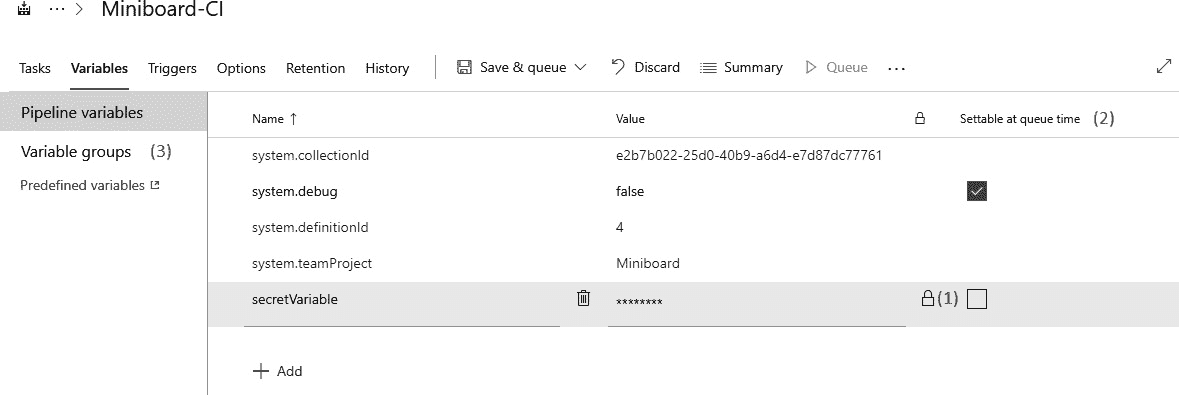 ... > Miniboard-CI
Tasks Variables Triggers Options Retention History Save & queue Discard Summary Queue ...
Pipeline variables
Variable groups (3)
Predefined variables
Name ↑ Value Settable at queue time (2)
system.collectionId e2b7b022-25d0-40b9-a6d4-e7d87dc77761
system.debug false
system.definitionId 4
system.teamProject Miniboard
secretVariable ******** (1)
+ Add